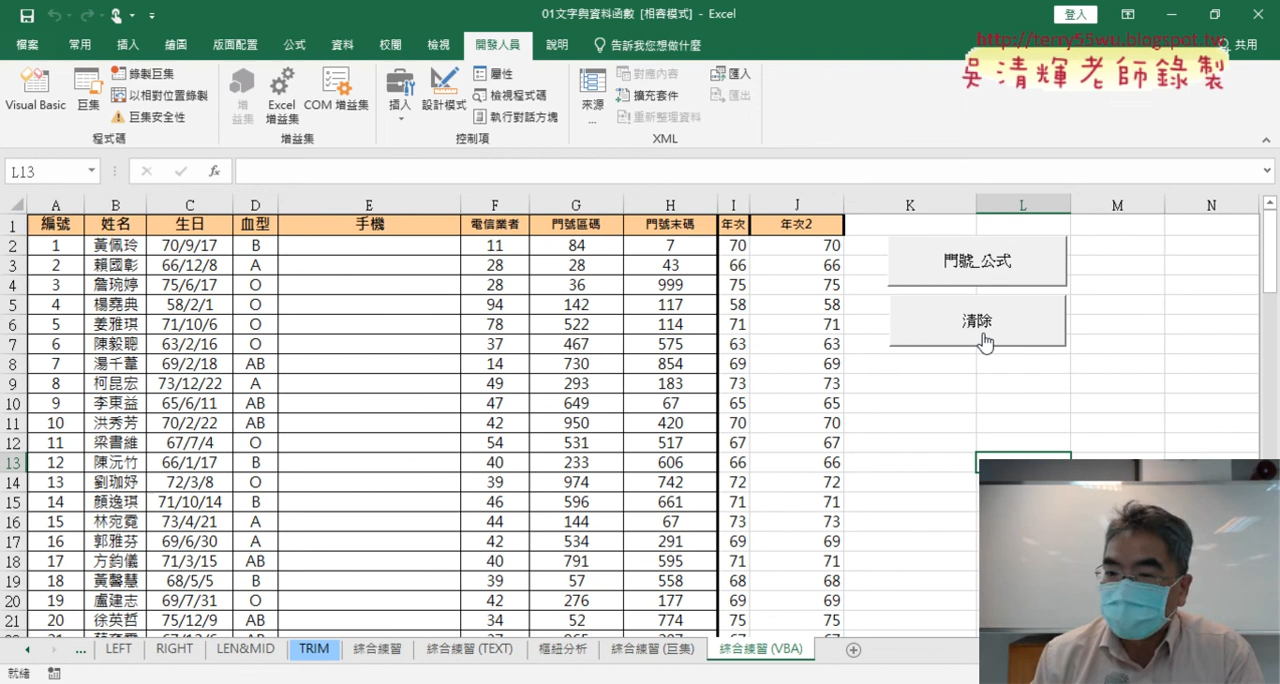 01文字與資料函數 [相容模式] - Excel
登入
檔案 常用 插入 繪圖 版面配置 公式 資料 校閱 檢視 開發人員 說明 告訴我您想做什麼 共用
http://terry55wu.blogspot.tw
吳清輝老師錄製
Visual Basic 巨集 錄製巨集 以相對位置錄製 巨集安全性
程式碼
增益集 Excel 增益集 COM 增益集
增益集
插入 設計模式 屬性 檢視程式碼 執行對話方塊
控制項
來源 對應內容 擴充套件 重新整理資料 匯入 匯出
XML
L13 fx
A B C D E F G H I J K L M N
1 編號 姓名 生日 血型 手機 電信業者 門號區碼 門號末碼 年次 年次2
2 1 黃佩玲 70/9/17 B 11 84 7 70 70
3 2 賴國彰 66/12/8 A 28 28 43 66 66
4 3 詹琬婷 75/6/17 O 28 36 999 75 75
5 4 楊堯典 58/2/1 O 94 142 117 58 58
6 5 姜雅琪 71/10/6 O 78 522 114 71 71
7 6 陳毅聰 63/2/16 O 37 467 575 63 63
8 7 湯千葦 69/2/18 AB 14 730 854 69 69
9 8 柯昆宏 73/12/22 A 49 293 183 73 73
10 9 李東益 65/6/11 AB 47 649 67 65 65
11 10 洪秀芳 70/2/22 AB 42 950 420 70 70
12 11 梁書維 67/7/4 O 54 531 517 67 67
13 12 陳沅竹 66/1/17 B 40 233 606 66 66
14 13 劉珈妤 72/3/8 O 39 974 742 72 72
15 14 顏逸琪 71/10/14 B 46 596 661 71 71
16 15 林宛霓 73/4/21 A 44 144 67 73 73
17 16 郭雅芬 69/6/30 A 42 534 291 69 69
18 17 方鈞儀 71/3/15 AB 40 791 595 71 71
19 18 黃馨慧 68/5/5 B 39 57 558 68 68
20 19 盧建志 69/7/31 O 42 276 177 69 69
21 20 徐英哲 75/12/9 AB 34 52 774 75 75
門號_公式
清除
... LEFT RIGHT LEN&MID TRIM 綜合練習 綜合練習 (TEXT) 樞紐分析 綜合練習 (巨集) 綜合練習 (VBA)
就緒